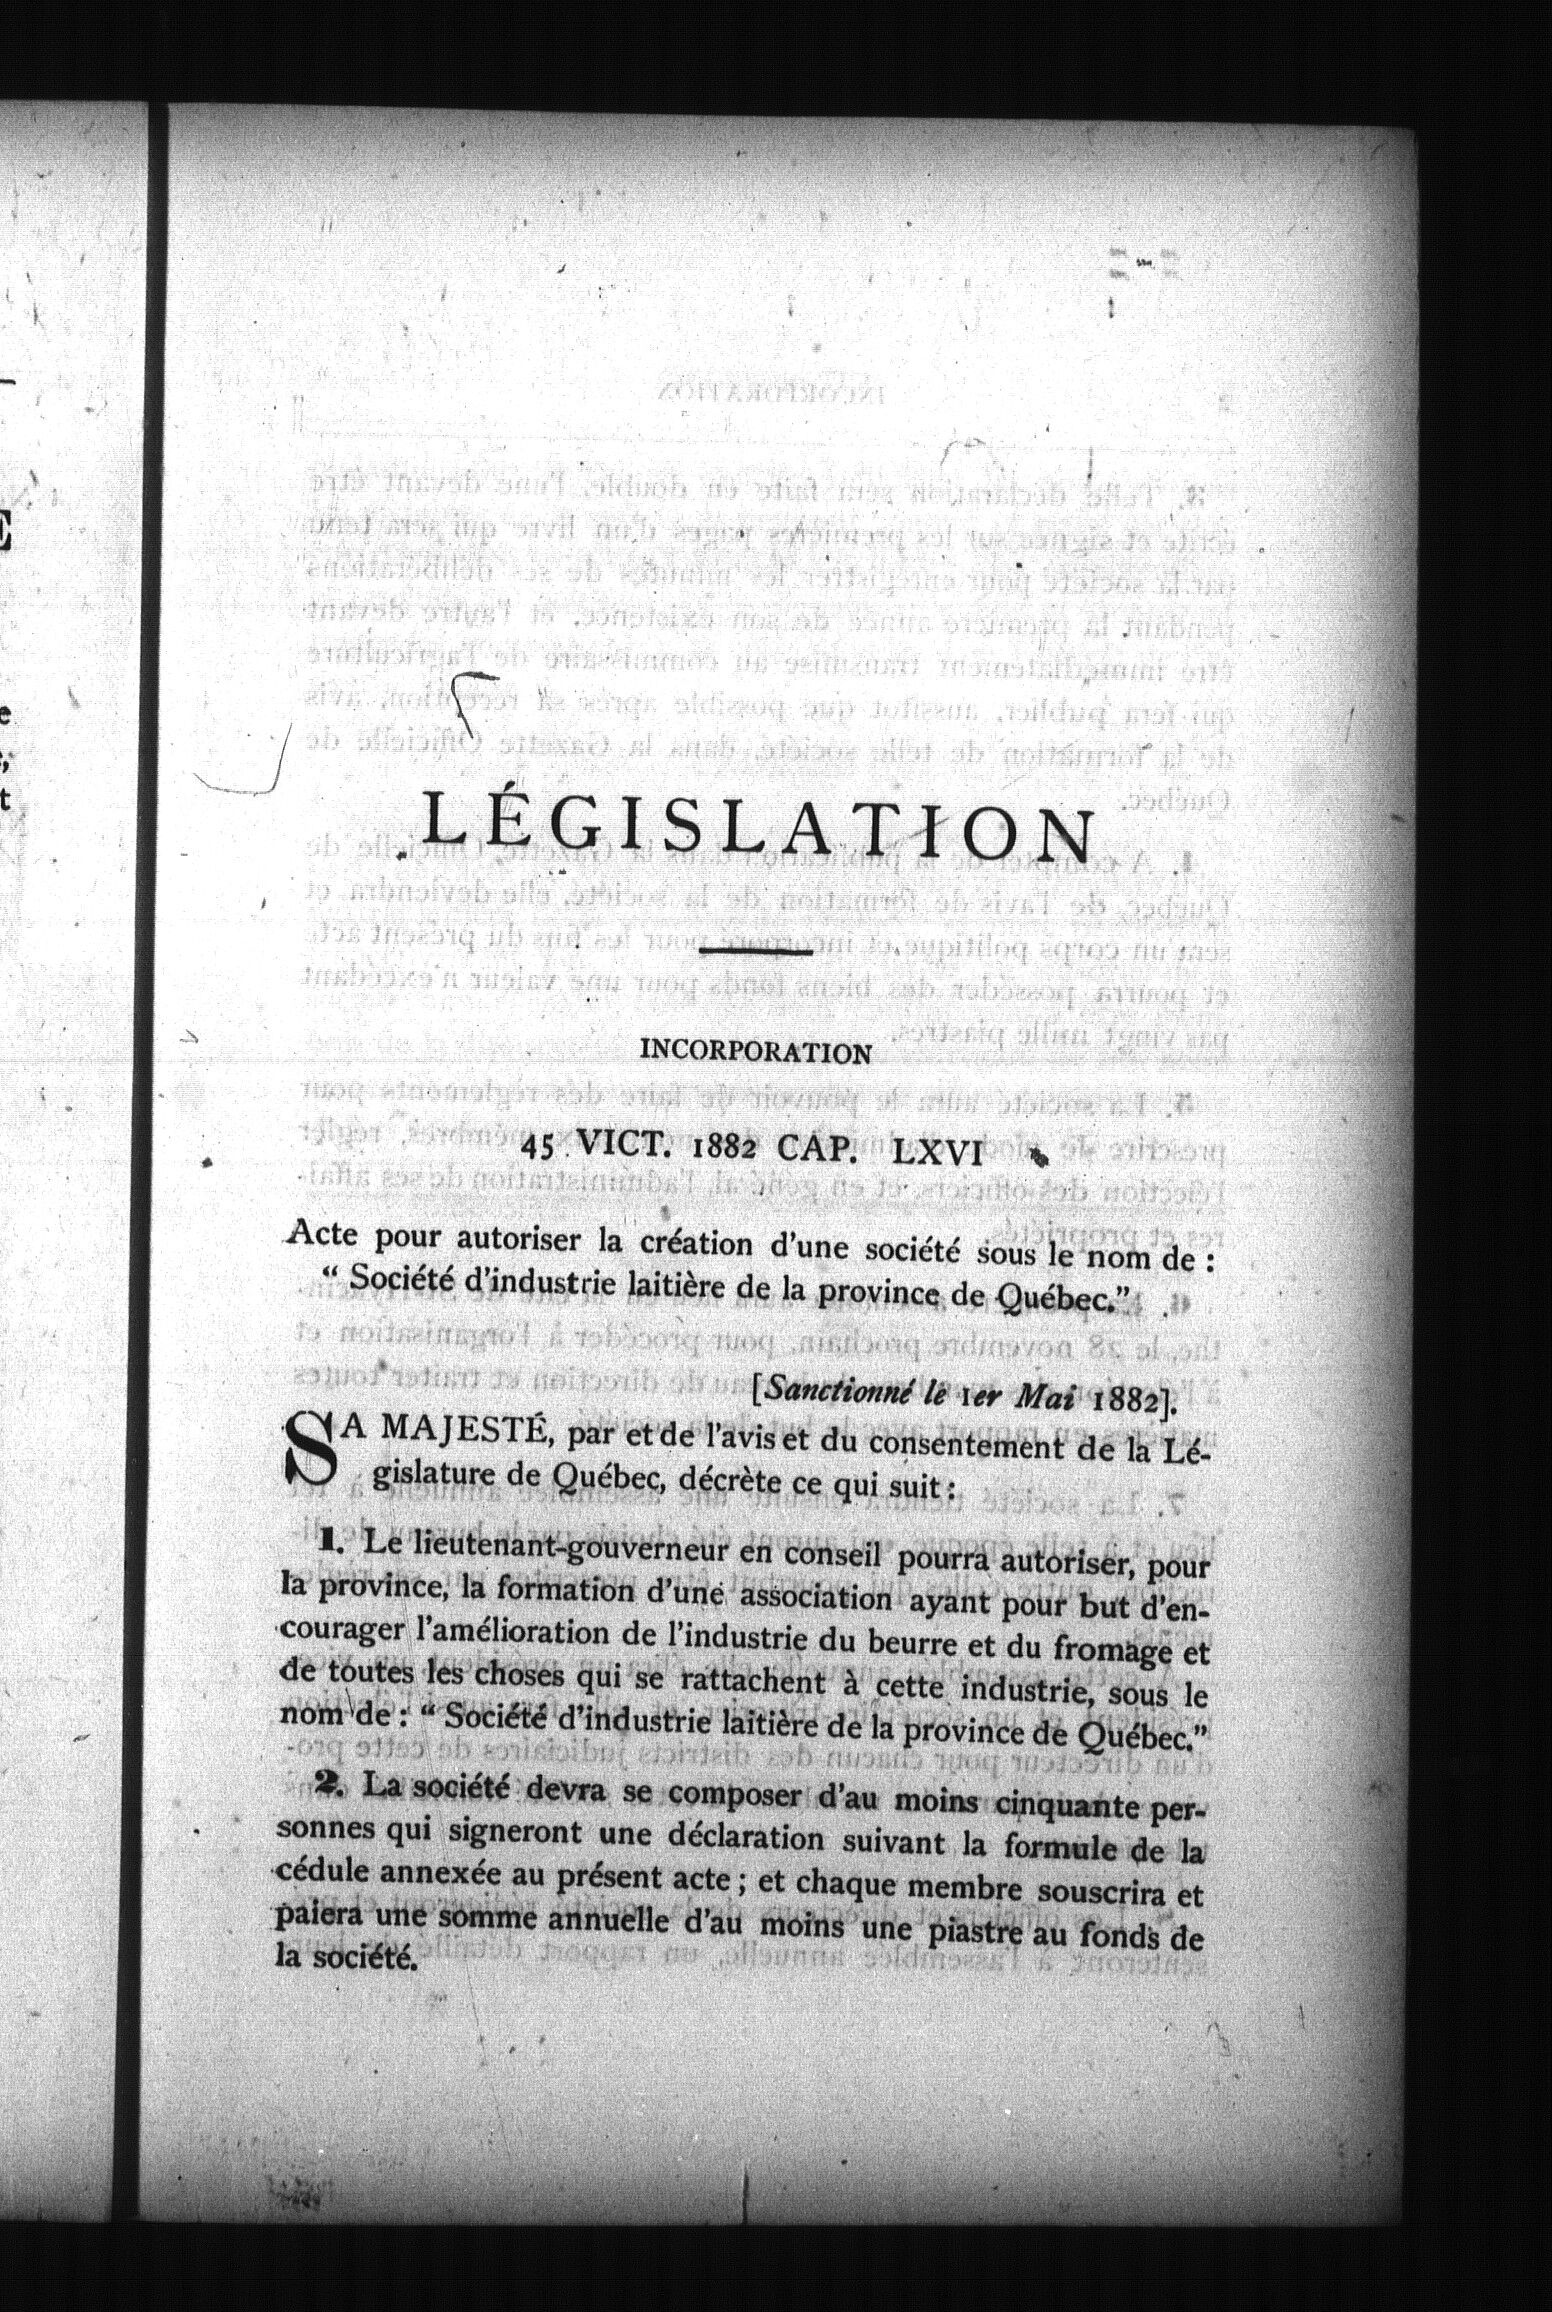 LÉGISLATION
INCORPORATION
45 VICT. 1882 CAP. LXVI
Acte pour autoriser la création d'une société sous le nom de :
“ Société d'industrie laitière de la province de Québec.”
[Sanctionné le 1er Mai 1882].
SA MAJESTÉ, par et de l'avis et du consentement de la Lé-
gislature de Québec, décrète ce qui suit :
1. Le lieutenant-gouverneur en conseil pourra autoriser, pour
la province, la formation d'une association ayant pour but d'en-
courager l'amélioration de l'industrie du beurre et du fromage et
de toutes les choses qui se rattachent à cette industrie, sous le
nom de : “ Société d'industrie laitière de la province de Québec.”
2. La société devra se composer d'au moins cinquante per-
sonnes qui signeront une déclaration suivant la formule de la
cédule annexée au présent acte ; et chaque membre souscrira et
paiera une somme annuelle d'au moins une piastre au fonds de
la société.